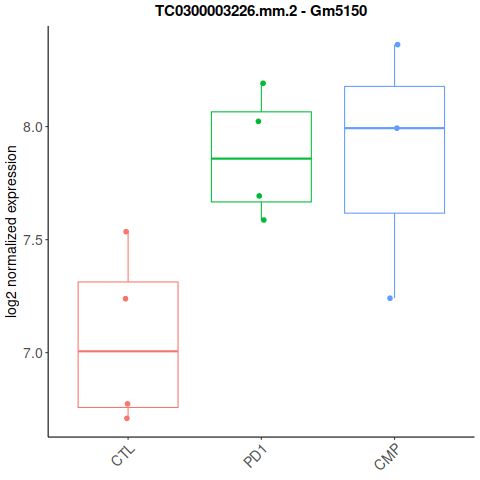 TC0300003226.mm.2 - Gm5150
log2 normalized expression
8.0
7.5
7.0
CTL
PD1
CMP